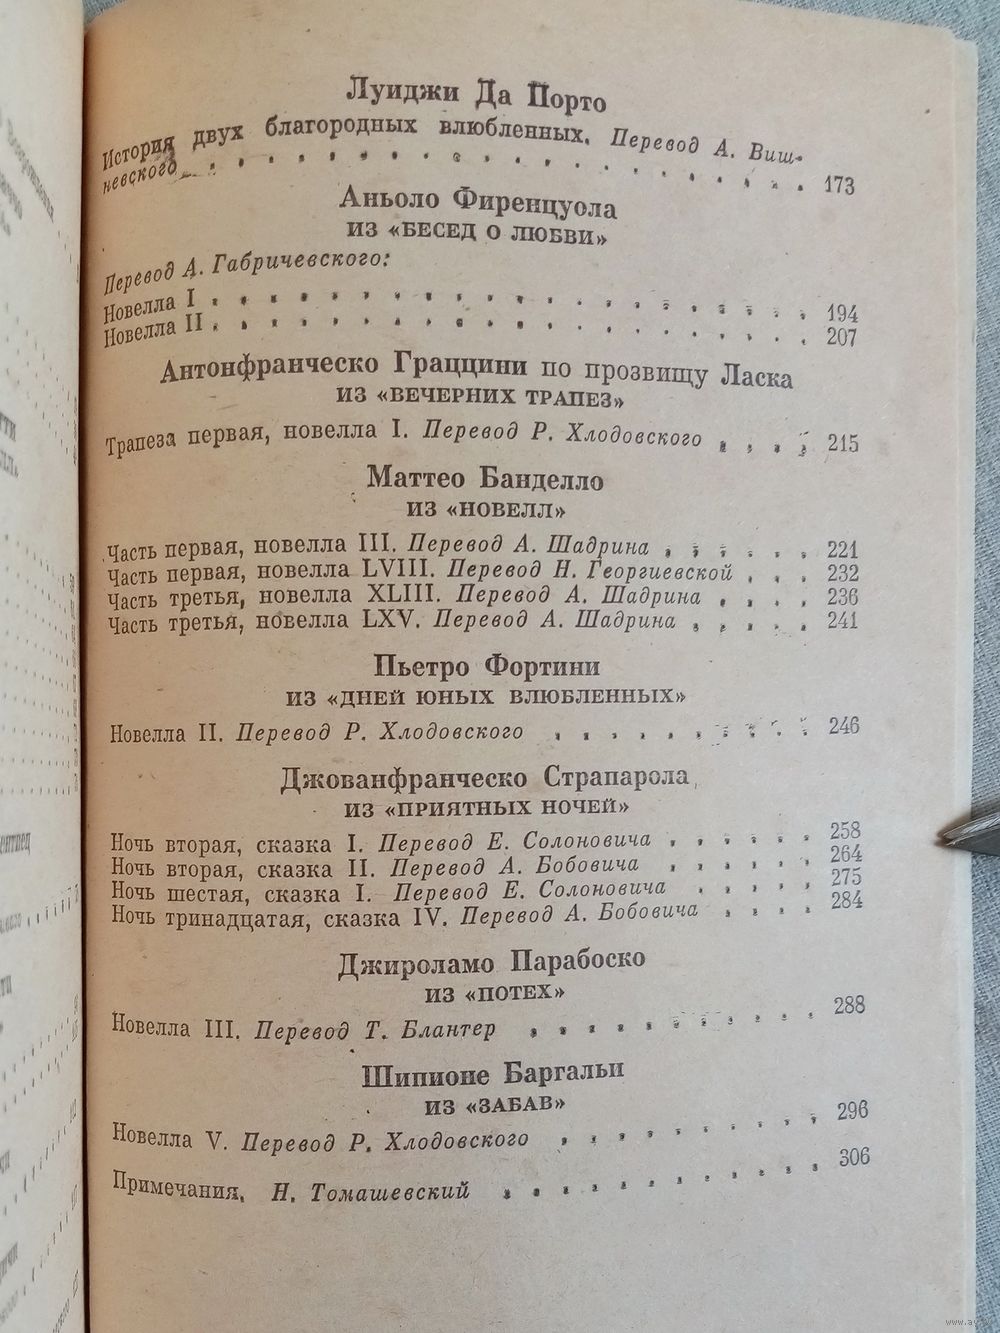 Луиджи Да Порто
История двух благородных влюбленных. Перевод А. Виш-
невского 173
Аньоло Фиренцуола
ИЗ «БЕСЕД О ЛЮБВИ»
Перевод А. Габричевского:
Новелла I 194
Новелла II 207
Антонфранческо Граццини по прозвищу Ласка
ИЗ «ВЕЧЕРНИХ ТРАПЕЗ»
Трапеза первая, новелла I. Перевод Р. Хлодовского 215
Маттео Банделло
ИЗ «НОВЕЛЛ»
Часть первая, новелла III. Перевод А. Шадрина 221
Часть первая, новелла LVIII. Перевод Н. Георгиевской 232
Часть третья, новелла XLIII. Перевод А. Шадрина 236
Часть третья, новелла LXV. Перевод А. Шадрина 241
Пьетро Фортини
ИЗ «ДНЕЙ ЮНЫХ ВЛЮБЛЕННЫХ»
Новелла II. Перевод Р. Хлодовского 246
Джованфранческо Страпарола
ИЗ «ПРИЯТНЫХ НОЧЕЙ»
Ночь вторая, сказка I. Перевод Е. Солоновича 258
Ночь вторая, сказка II. Перевод А. Бобовича 264
Ночь шестая, сказка I. Перевод Е. Солоновича 275
Ночь тринадцатая, сказка IV. Перевод А. Бобовича 284
Джироламо Парабоско
ИЗ «ПОТЕХ»
Новелла III. Перевод Т. Блантер 288
Шипионе Баргальи
ИЗ «ЗАБАВ»
Новелла V. Перевод Р. Хлодовского 296
Примечания. Н. Томашевский 306